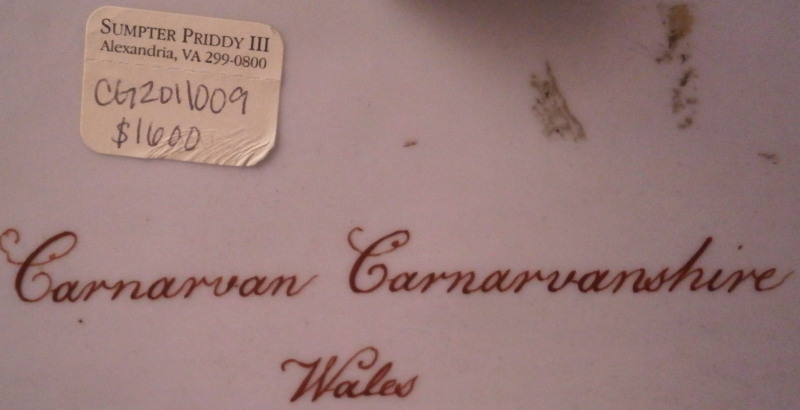 SUMPTER PRIDDY III
Alexandria, VA 299-0800
CG2011009
$1600
Carnarvan Carnarvanshire
Wales